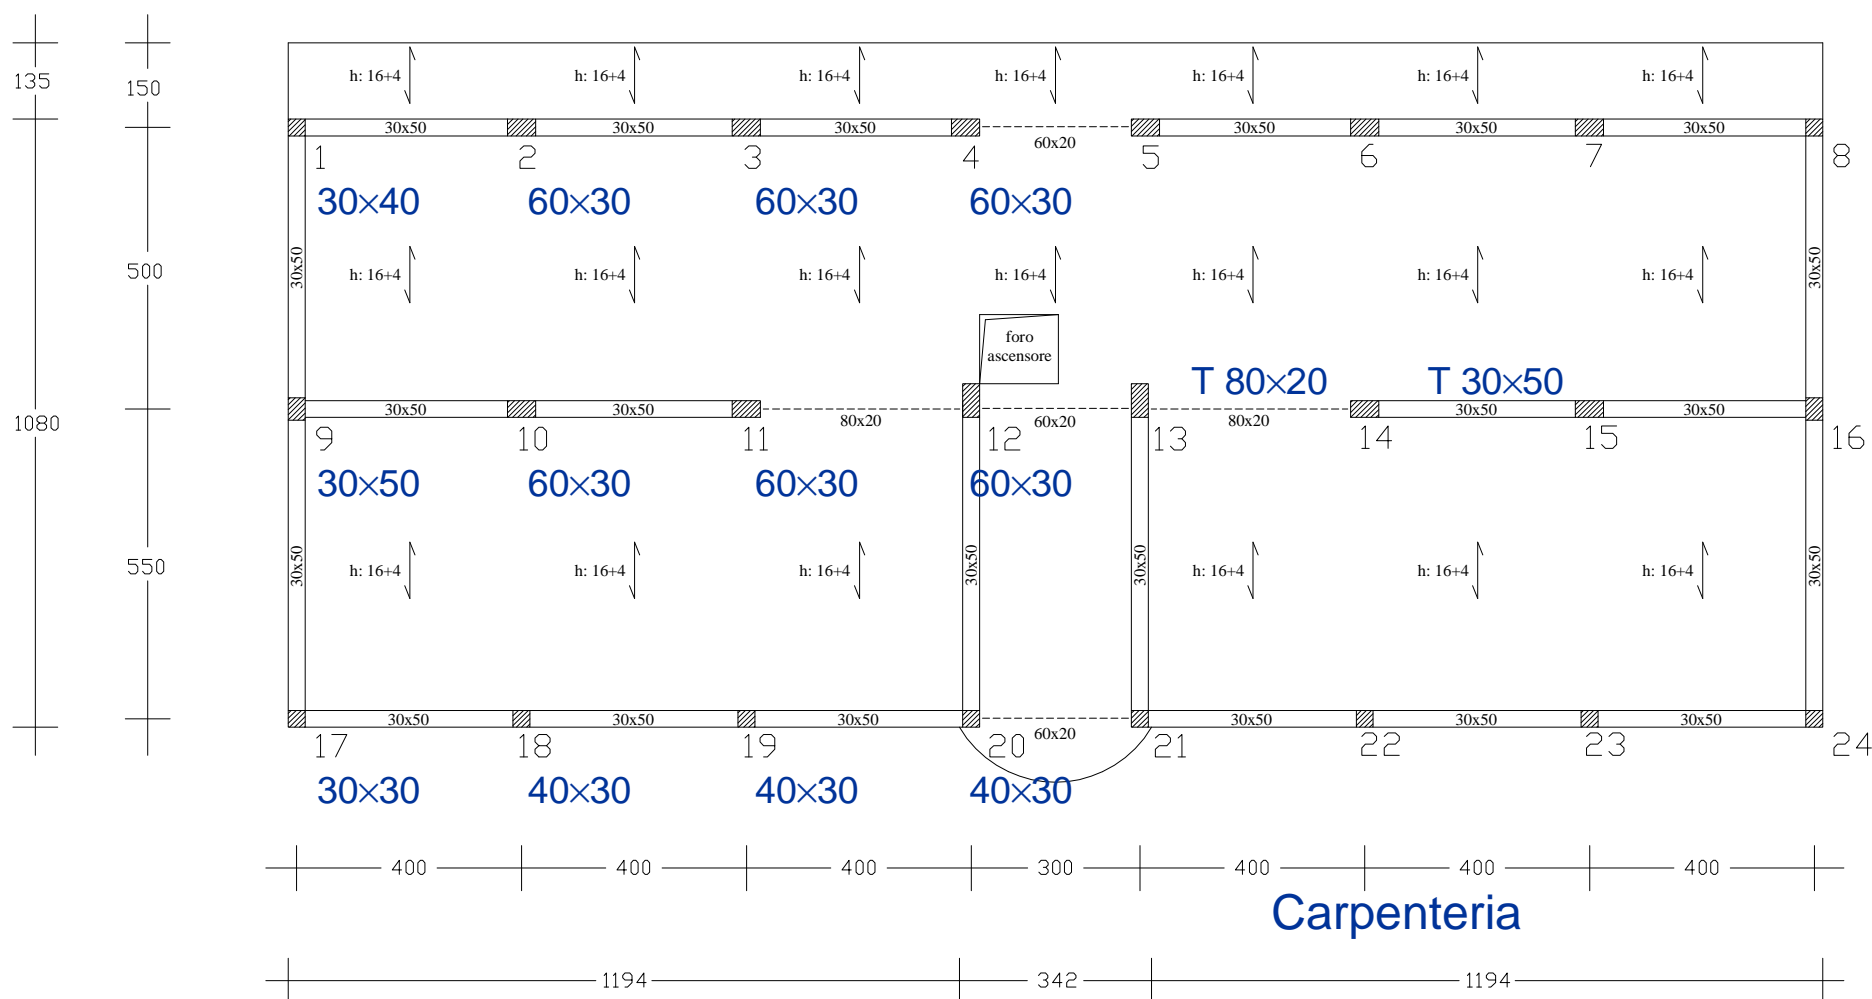 135
150
h: 16+4 h: 16+4 h: 16+4 h: 16+4 h: 16+4 h: 16+4 h: 16+4
30x50 30x50 30x50 60x20 30x50 30x50 30x50
1 2 3 4 5 6 7 8
30×40 60×30 60×30 60×30
500
30x50 h: 16+4 h: 16+4 h: 16+4 h: 16+4 h: 16+4 h: 16+4 h: 16+4 30x50
foro
ascensore
T 80×20 T 30×50
1080
30x50 30x50 80x20 60x20 80x20 30x50 30x50
9 10 11 12 13 14 15 16
30×50 60×30 60×30 60×30
550
30x50 h: 16+4 h: 16+4 h: 16+4 30x50 30x50 h: 16+4 h: 16+4 h: 16+4 30x50
30x50 30x50 30x50 60x20 30x50 30x50 30x50
17 18 19 20 21 22 23 24
30×30 40×30 40×30 40×30
400 400 400 300 400 400 400
Carpenteria
1194 342 1194